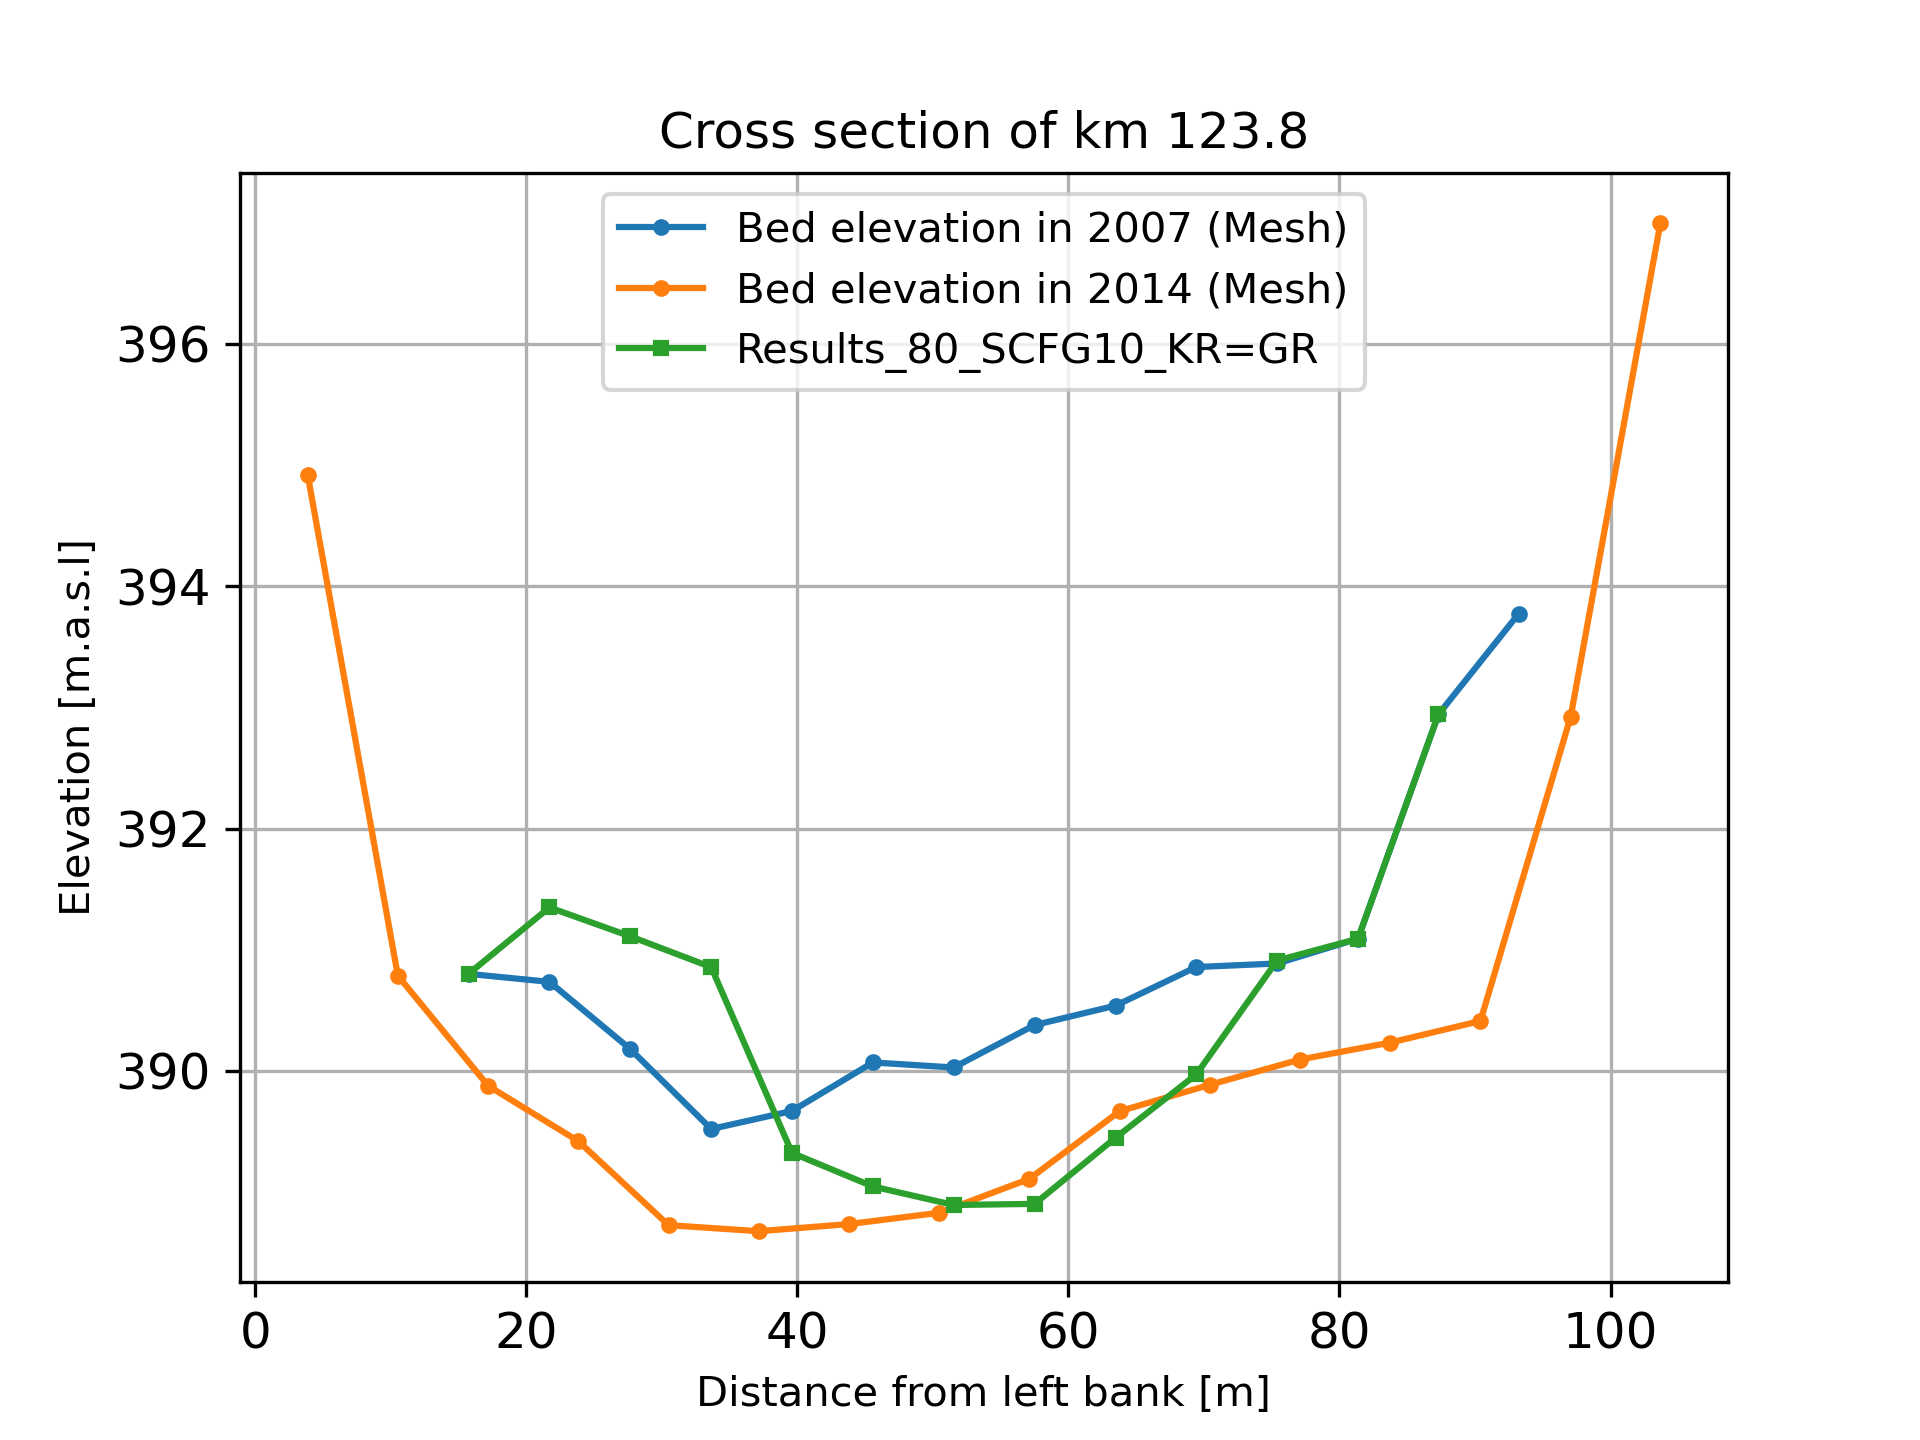 Cross section of km 123.8
Bed elevation in 2007 (Mesh)
Bed elevation in 2014 (Mesh)
Results_80_SCFG10_KR=GR
396
394
392
390
Elevation [m.a.s.l]
0 20 40 60 80 100
Distance from left bank [m]